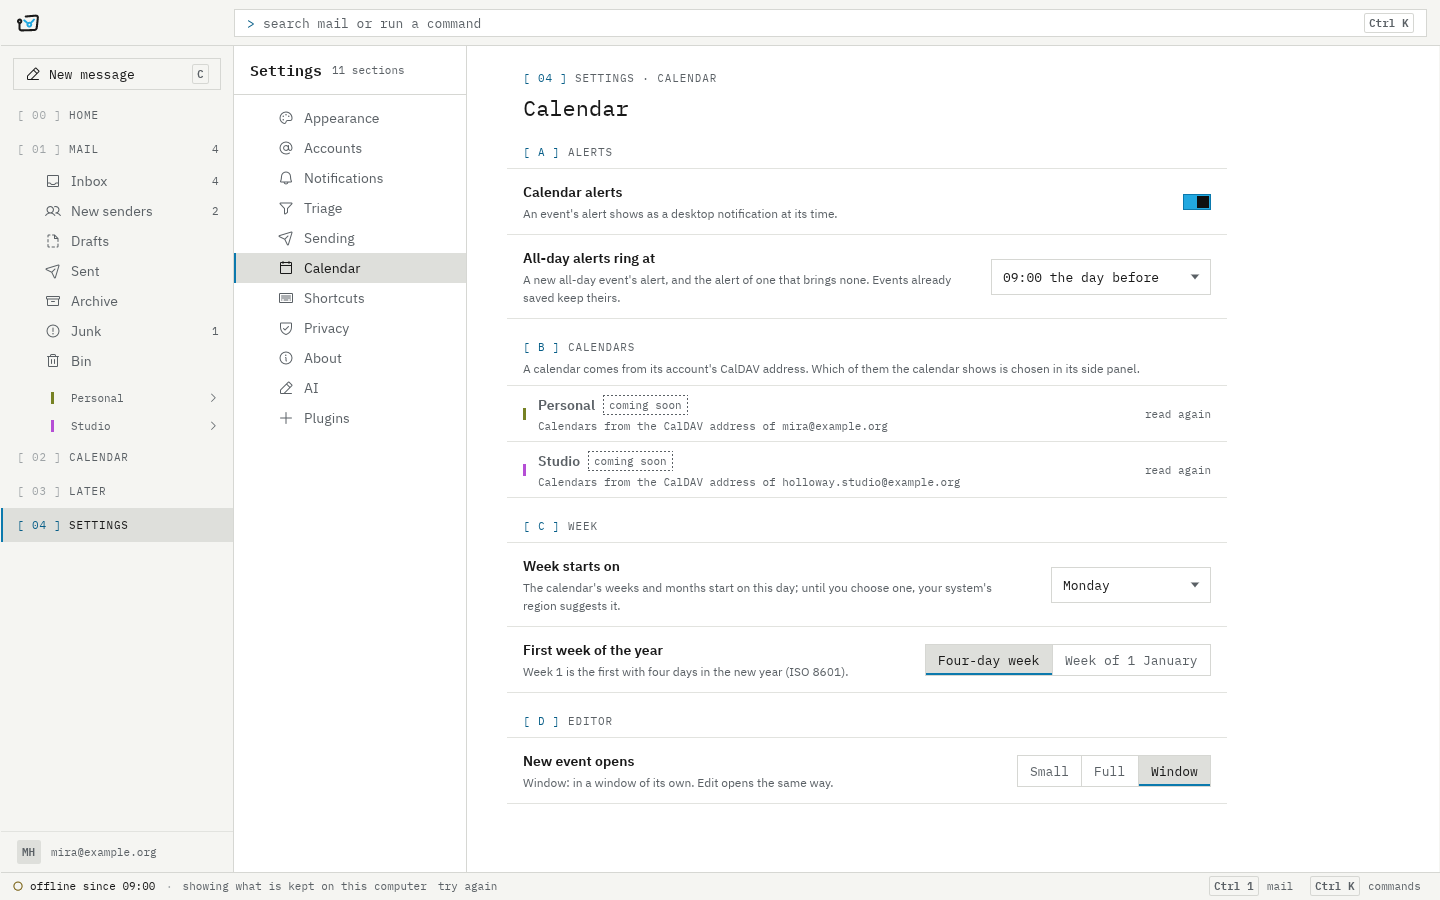 > search mail or run a command
Ctrl K
New message
C
[ 00 ] HOME
[ 01 ] MAIL 4
Inbox 4
New senders 2
Drafts
Sent
Archive
Junk 1
Bin
Personal
Studio
[ 02 ] CALENDAR
[ 03 ] LATER
[ 04 ] SETTINGS
MH mira@example.org
Settings 11 sections
Appearance
Accounts
Notifications
Triage
Sending
Calendar
Shortcuts
Privacy
About
AI
Plugins
[ 04 ] SETTINGS · CALENDAR
Calendar
[ A ] ALERTS
Calendar alerts
An event's alert shows as a desktop notification at its time.
All-day alerts ring at
A new all-day event's alert, and the alert of one that brings none. Events already
saved keep theirs.
09:00 the day before
[ B ] CALENDARS
A calendar comes from its account's CalDAV address. Which of them the calendar shows is chosen in its side panel.
Personal coming soon
Calendars from the CalDAV address of mira@example.org
read again
Studio coming soon
Calendars from the CalDAV address of holloway.studio@example.org
read again
[ C ] WEEK
Week starts on
The calendar's weeks and months start on this day; until you choose one, your system's
region suggests it.
Monday
First week of the year
Week 1 is the first with four days in the new year (ISO 8601).
Four-day week Week of 1 January
[ D ] EDITOR
New event opens
Window: in a window of its own. Edit opens the same way.
Small Full Window
offline since 09:00 · showing what is kept on this computer try again
Ctrl 1 mail Ctrl K commands